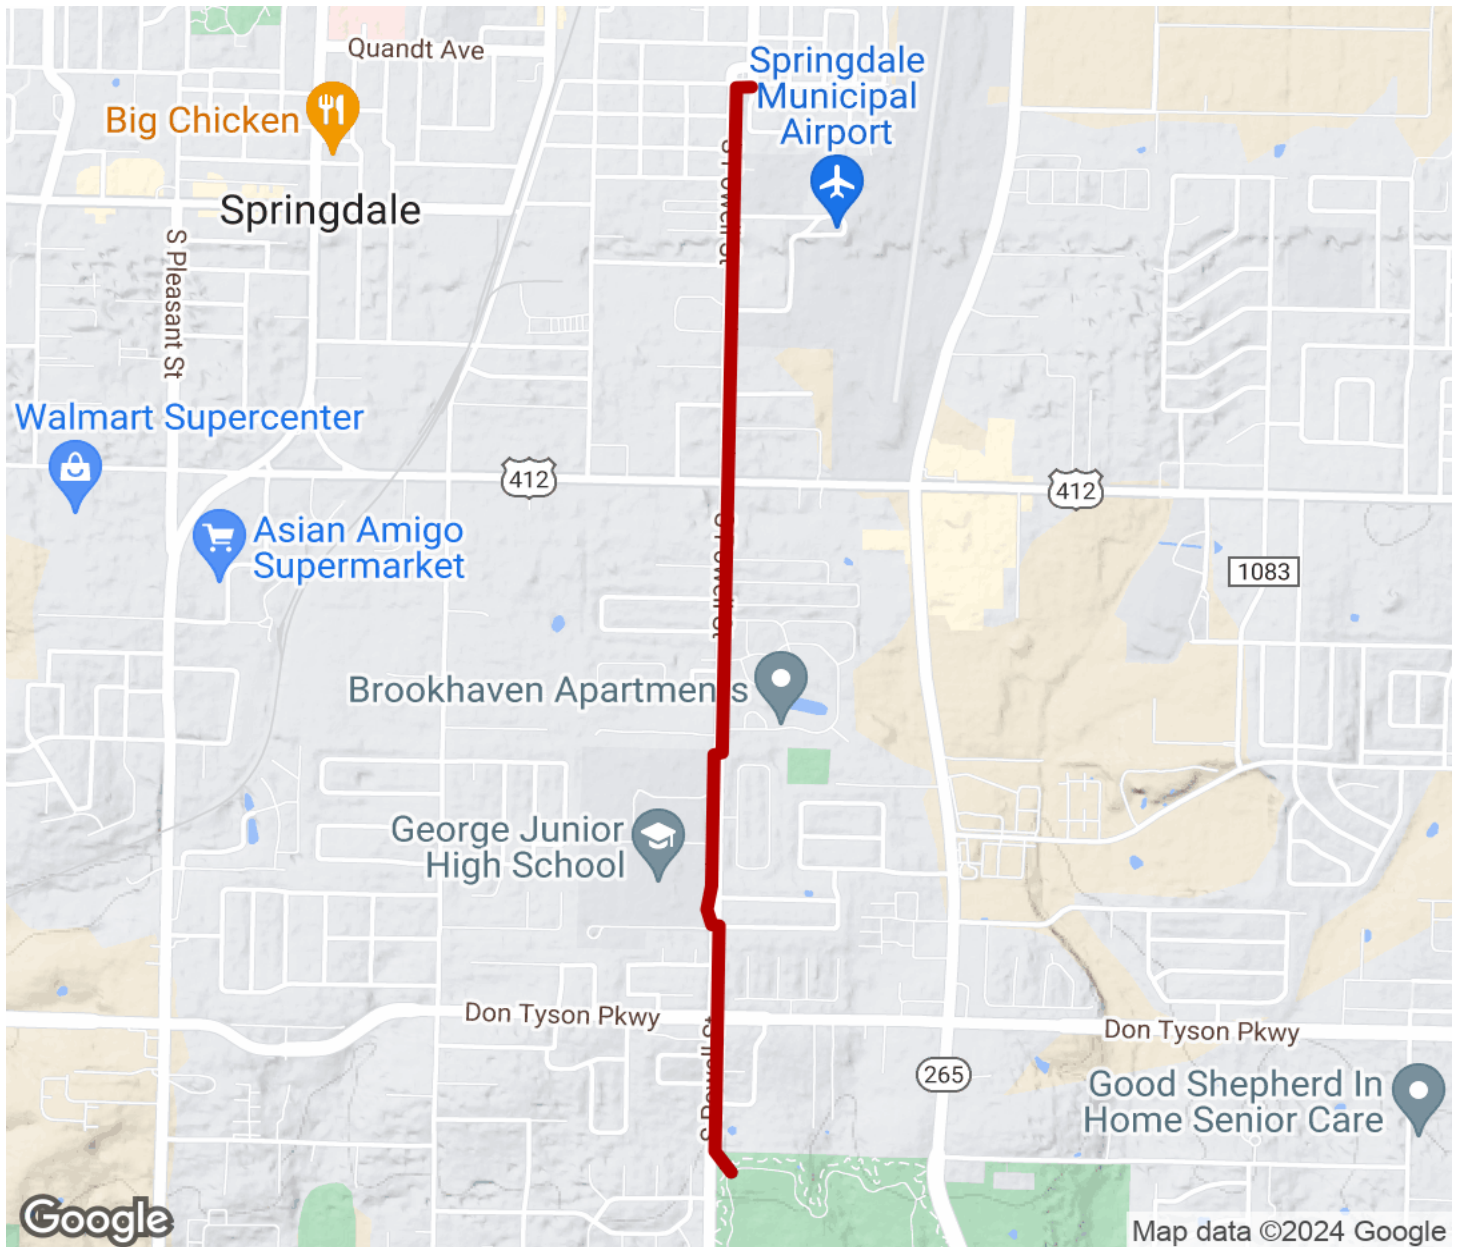 Quandt Ave
Springdale
Municipal
Airport
Big Chicken
Springdale
S Pleasant St
Walmart Supercenter
412
412
Asian Amigo
Supermarket
1083
Brookhaven Apartments
George Junior
High School
Don Tyson Pkwy
Don Tyson Pkwy
S Powell St
265
Good Shepherd In
Home Senior Care
Google
Map data ©2024 Google